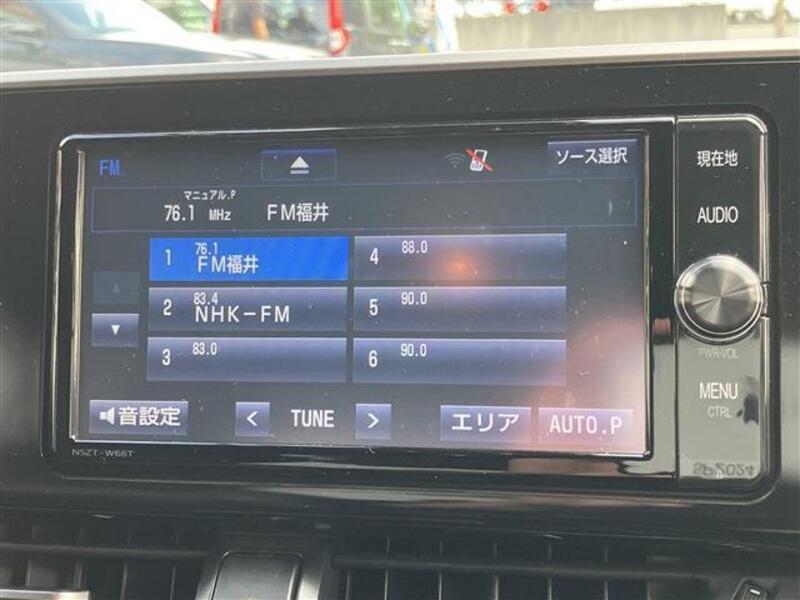 FM
ソース選択
マニュアル.P
76.1 MHz FM福井
1 76.1 FM福井
2 83.4 NHK-FM
3 83.0
4 88.0
5 90.0
6 90.0
音設定
< TUNE >
エリア
AUTO.P
NSZT-W66T
現在地
AUDIO
PWR·VOL
MENU
CTRL